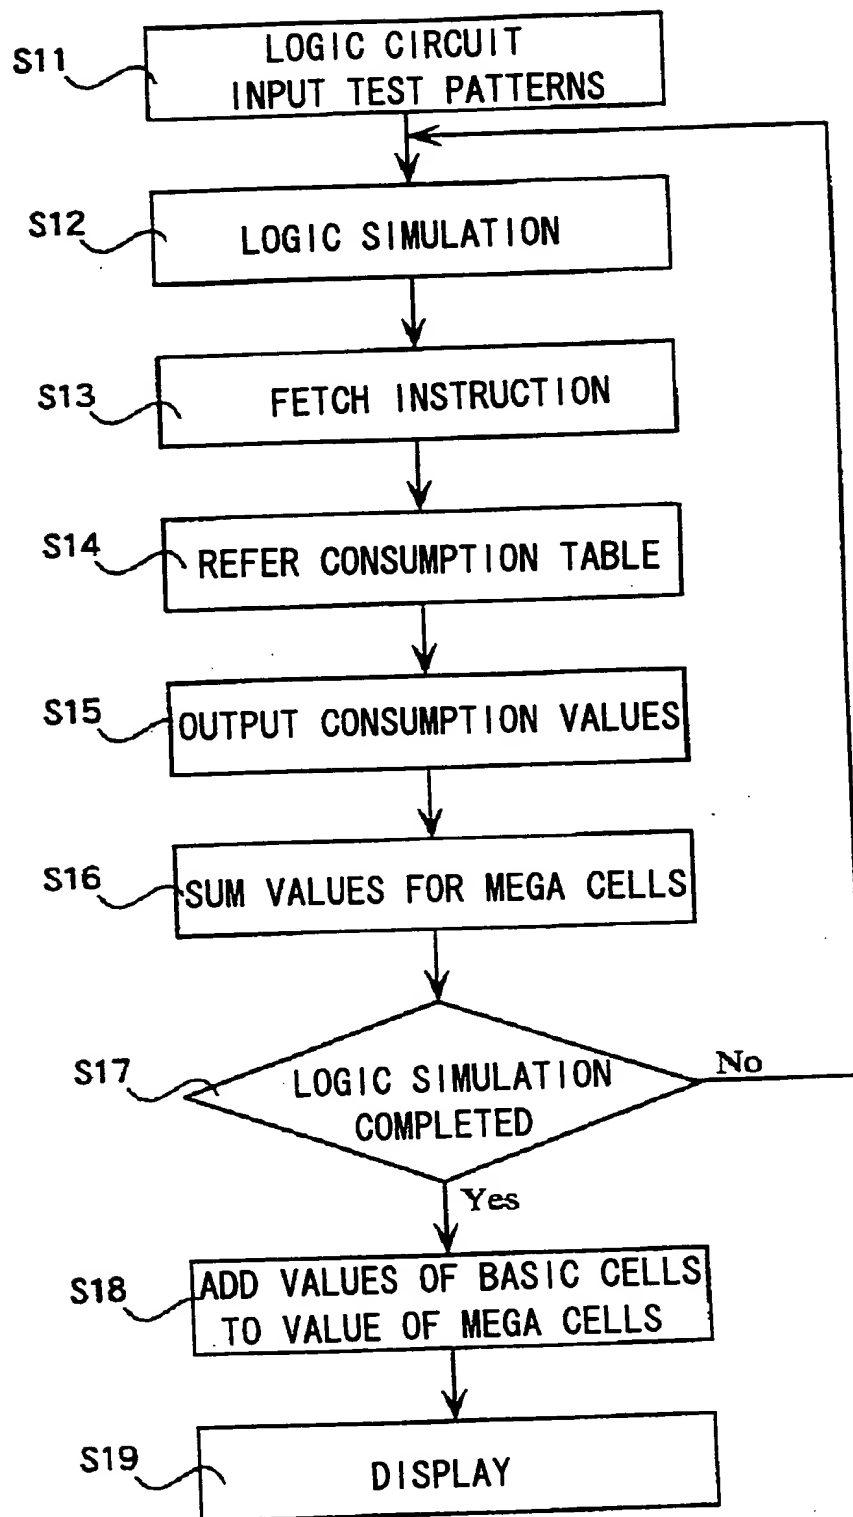 S11
LOGIC CIRCUIT
INPUT TEST PATTERNS
S12
LOGIC SIMULATION
S13
FETCH INSTRUCTION
S14
REFER CONSUMPTION TABLE
S15
OUTPUT CONSUMPTION VALUES
S16
SUM VALUES FOR MEGA CELLS
S17
LOGIC SIMULATION
COMPLETED
No
Yes
S18
ADD VALUES OF BASIC CELLS
TO VALUE OF MEGA CELLS
S19
DISPLAY